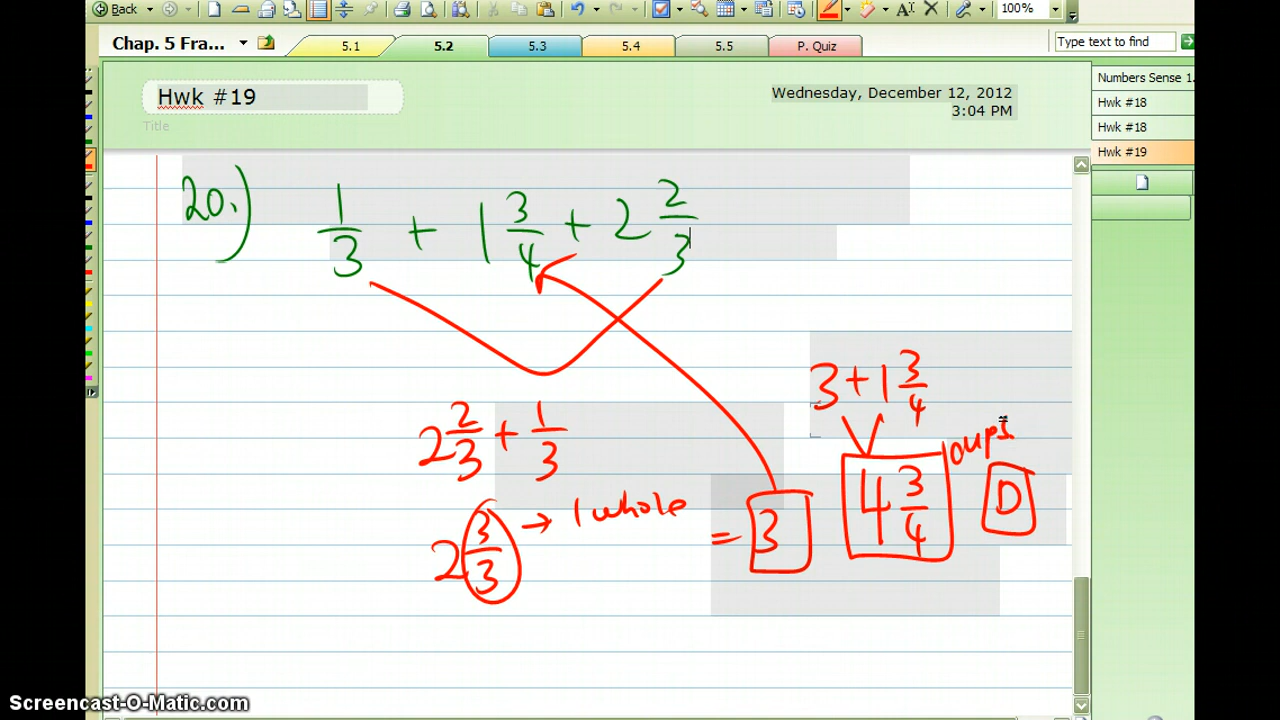 Back 100%
Chap. 5 Fra... 5.1 5.2 5.3 5.4 5.5 P. Quiz Type text to find
Hwk #19
Title
Wednesday, December 12, 2012
3:04 PM
Numbers Sense 1.
Hwk #18
Hwk #18
Hwk #19
20.) 1/3 + 1 3/4 + 2 2/3
3 + 1 3/4
2 2/3 + 1/3
4 3/4 cups D
2 3/3 → 1 whole = 3
Screencast-O-Matic.com